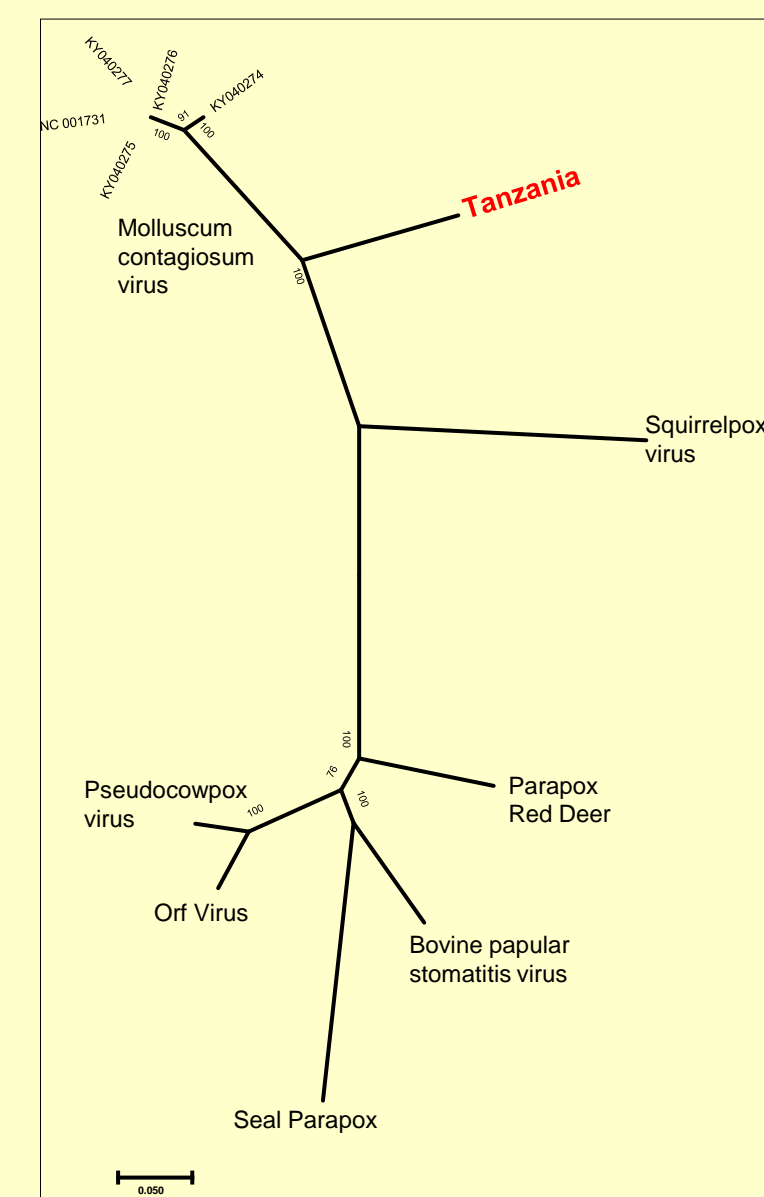 KY040277
KY040276
KY040274
NC 001731
KY040275
91
100
100
Tanzania
Molluscum
contagiosum
virus
100
Squirrelpox
virus
100
76
100
100
Pseudocowpox
virus
Parapox
Red Deer
Orf Virus
Bovine papular
stomatitis virus
Seal Parapox
0.050